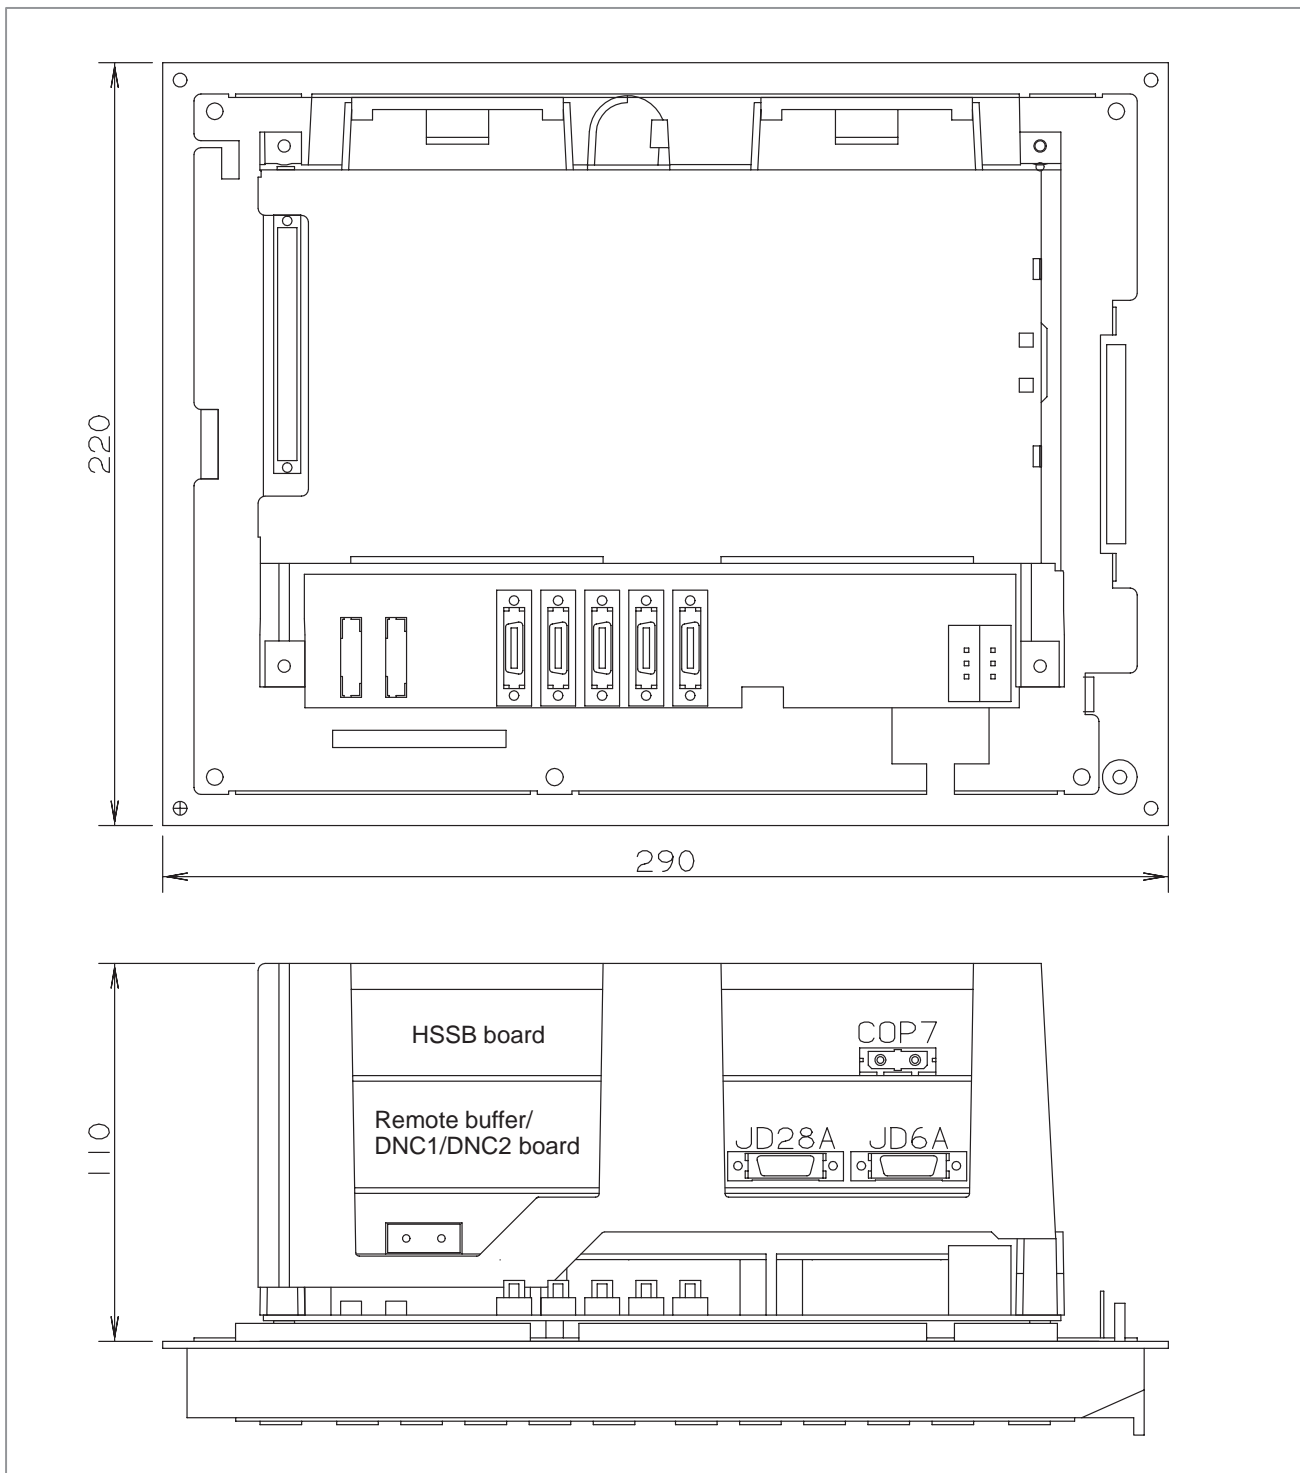 220
290
110
HSSB board
COP7
Remote buffer/
DNC1/DNC2 board
JD28A JD6A